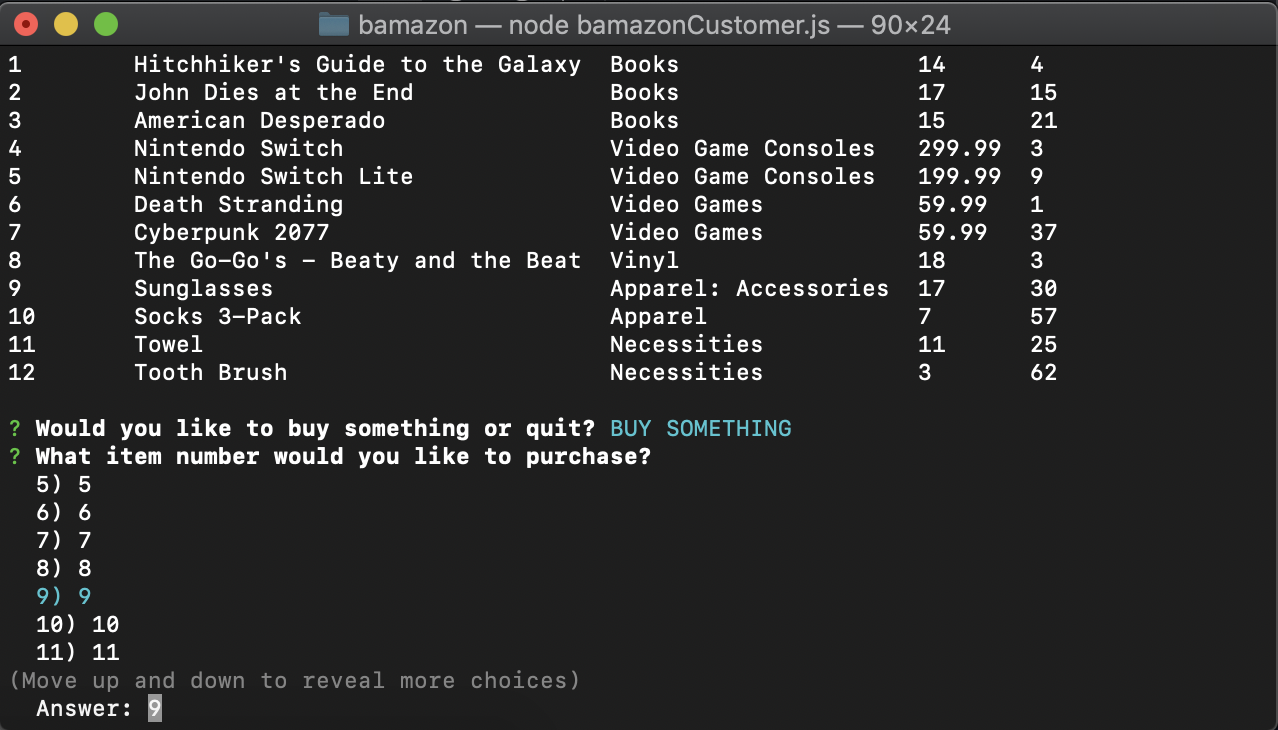 bamazon — node bamazonCustomer.js — 90×24
1 Hitchhiker's Guide to the Galaxy Books 14 4
2 John Dies at the End Books 17 15
3 American Desperado Books 15 21
4 Nintendo Switch Video Game Consoles 299.99 3
5 Nintendo Switch Lite Video Game Consoles 199.99 9
6 Death Stranding Video Games 59.99 1
7 Cyberpunk 2077 Video Games 59.99 37
8 The Go-Go's - Beaty and the Beat Vinyl 18 3
9 Sunglasses Apparel: Accessories 17 30
10 Socks 3-Pack Apparel 7 57
11 Towel Necessities 11 25
12 Tooth Brush Necessities 3 62
? Would you like to buy something or quit? BUY SOMETHING
? What item number would you like to purchase?
5) 5
6) 6
7) 7
8) 8
9) 9
10) 10
11) 11
(Move up and down to reveal more choices)
Answer: 9